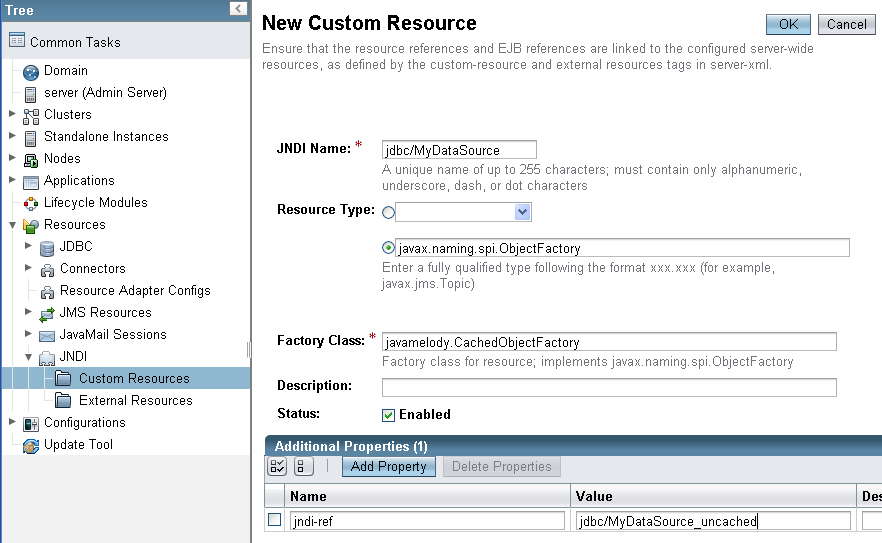 Tree
<
Common Tasks
Domain
server (Admin Server)
Clusters
Standalone Instances
Nodes
Applications
Lifecycle Modules
Resources
JDBC
Connectors
Resource Adapter Configs
JMS Resources
JavaMail Sessions
JNDI
Custom Resources
External Resources
Configurations
Update Tool
New Custom Resource
OK
Cancel
Ensure that the resource references and EJB references are linked to the configured server-wide
resources, as defined by the custom-resource and external resources tags in server-xml.
JNDI Name: * jdbc/MyDataSource
A unique name of up to 255 characters; must contain only alphanumeric,
underscore, dash, or dot characters
Resource Type:
javax.naming.spi.ObjectFactory
Enter a fully qualified type following the format xxx.xxx (for example,
javax.jms.Topic)
Factory Class: * javamelody.CachedObjectFactory
Factory class for resource; implements javax.naming.spi.ObjectFactory
Description:
Status: Enabled
Additional Properties (1)
Add Property
Delete Properties
Name Value Des
jndi-ref jdbc/MyDataSource_uncached